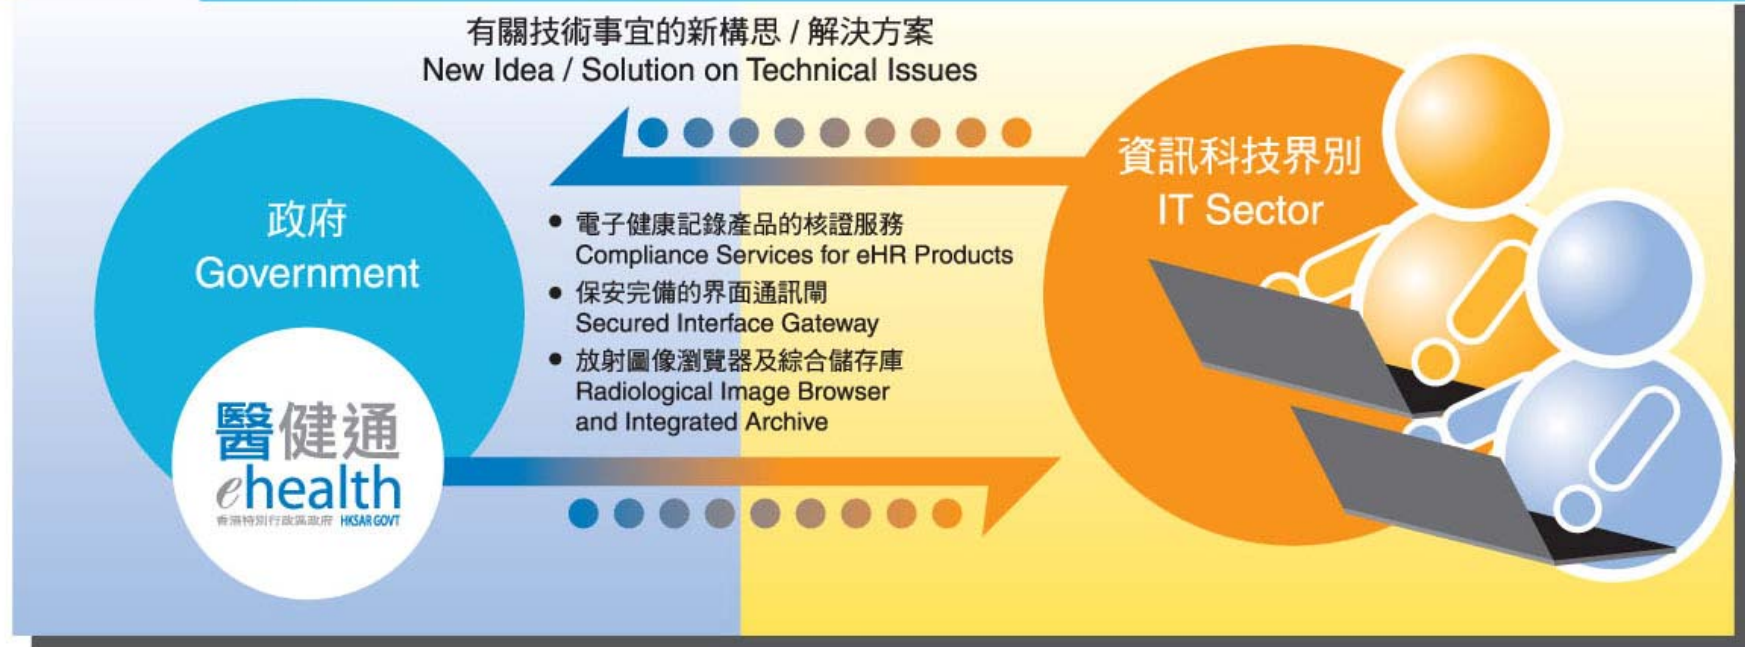 有關技術事宜的新構思 / 解決方案
New Idea / Solution on Technical Issues
政府
Government
醫健通
ehealth
香港特別行政區政府 HKSAR GOVT
• 電子健康記錄產品的核證服務
Compliance Services for eHR Products
• 保安完備的界面通訊閘
Secured Interface Gateway
• 放射圖像瀏覽器及綜合儲存庫
Radiological Image Browser
and Integrated Archive
資訊科技界別
IT Sector